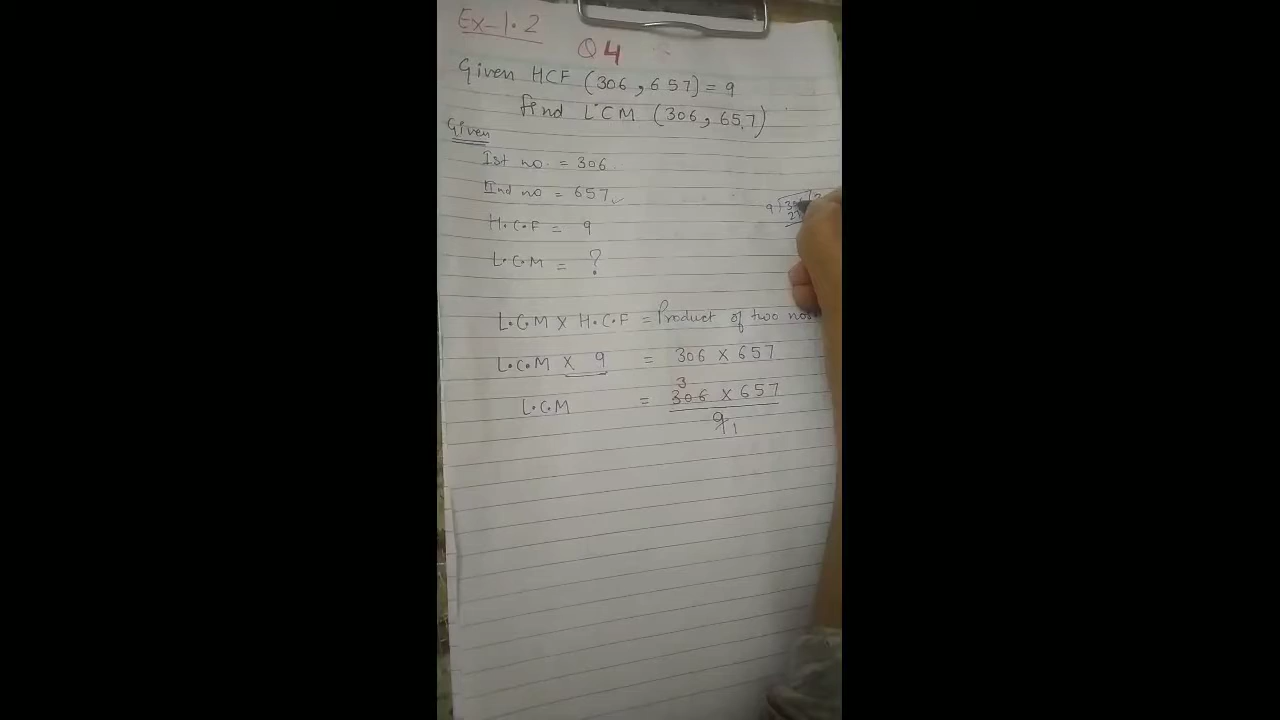 Ex-1.2
Q4
Given HCF (306, 657) = 9
find LCM (306, 657)
Given
Ist no. = 306
IInd no = 657
H.C.F = 9
L.C.M = ?
9
L.C.M X H.C.F = Product of two nos
L.C.M X 9 = 306 X 657
3
L.C.M = 306 X 657
9 1